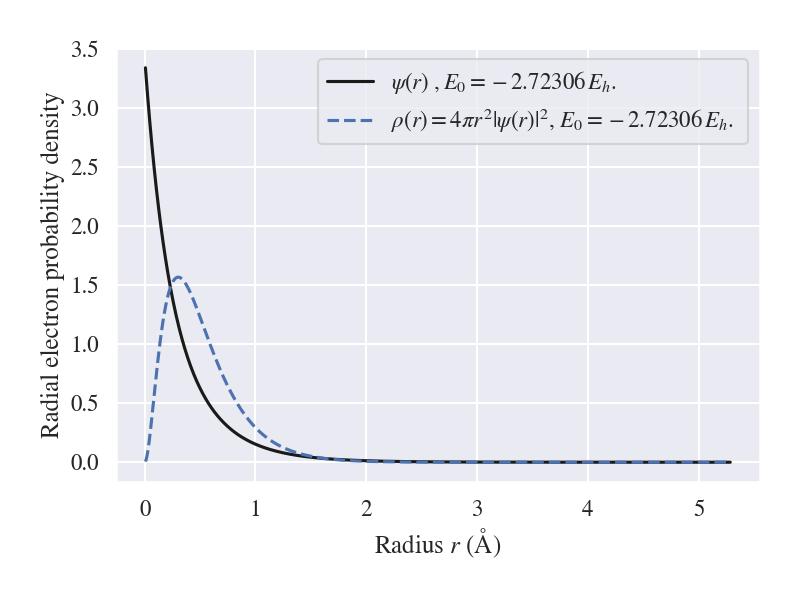 3.5
3.0
2.5
2.0
1.5
1.0
0.5
0.0
Radial electron probability density
ψ(r) , E₀ = −2.72306 Eₕ.
ρ(r) = 4πr²|ψ(r)|², E₀ = −2.72306 Eₕ.
0 1 2 3 4 5
Radius r (Å)